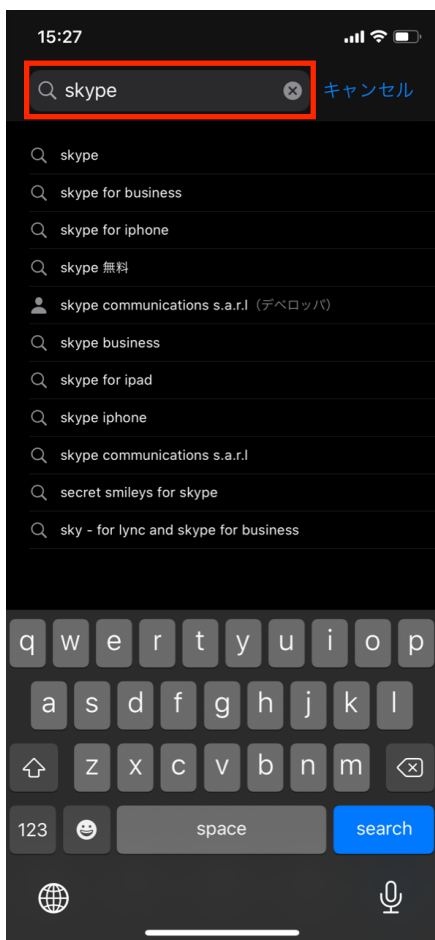 15:27
skype キャンセル
skype
skype for business
skype for iphone
skype 無料
skype communications s.a.r.l（デベロッパ）
skype business
skype for ipad
skype iphone
skype communications s.a.r.l
secret smileys for skype
sky - for lync and skype for business
q w e r t y u i o p
a s d f g h j k l
z x c v b n m
123 space search